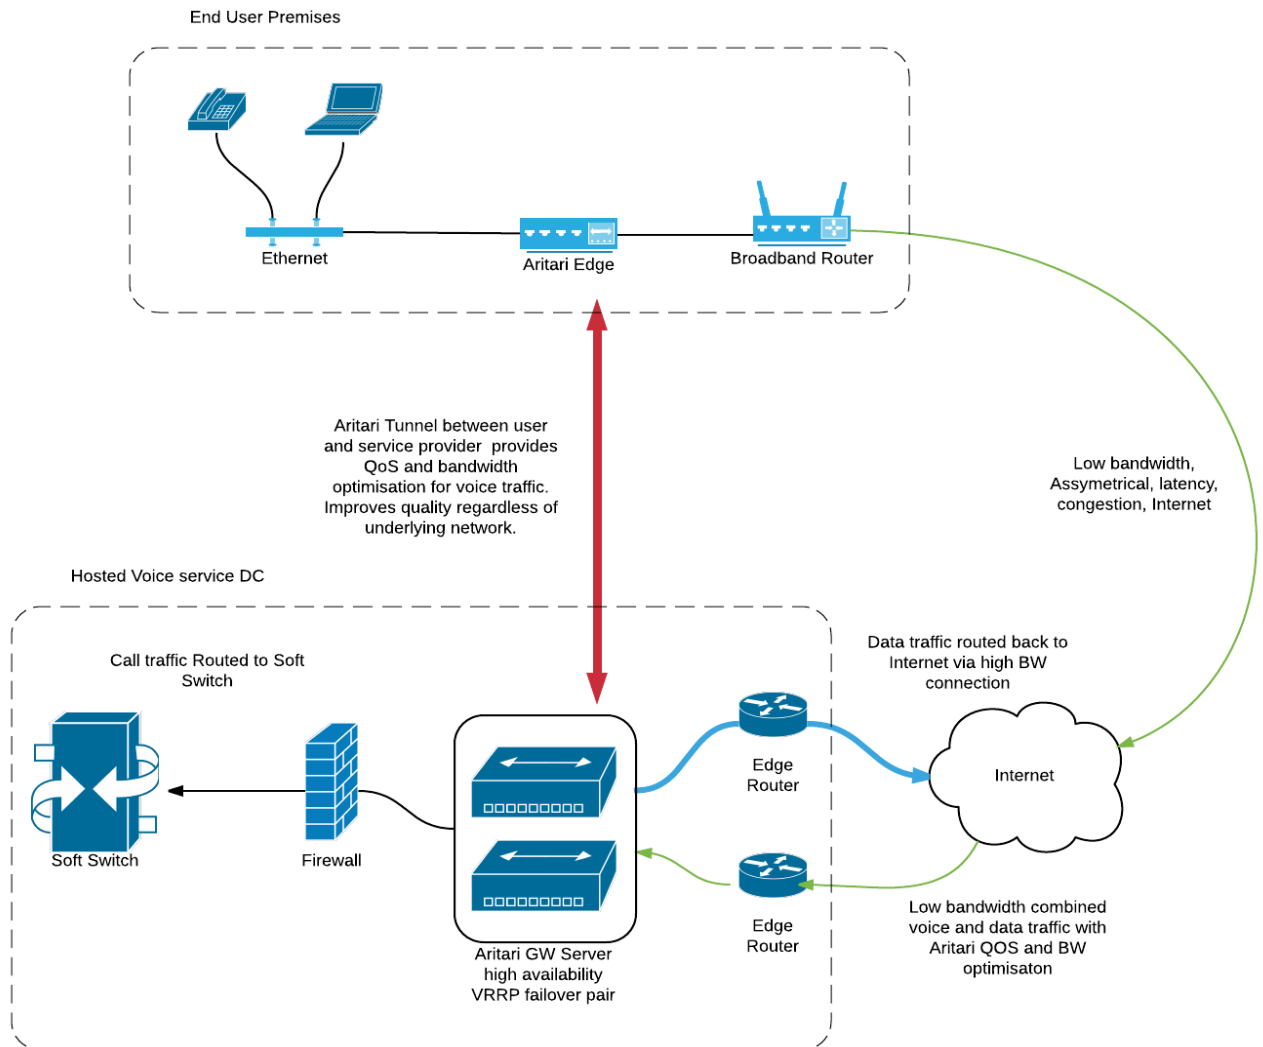 End User Premises
Ethernet
Aritari Edge
Broadband Router
Aritari Tunnel between user
and service provider  provides
QoS and bandwidth
optimisation for voice traffic.
Improves quality regardless of
underlying network.
Low bandwidth,
Assymetrical, latency,
congestion, Internet
Hosted Voice service DC
Call traffic Routed to Soft
Switch
Data traffic routed back to
Internet via high BW
connection
Soft Switch
Firewall
Edge
Router
Internet
Edge
Router
Aritari GW Server
high availability
VRRP failover pair
Low bandwidth combined
voice and data traffic with
Aritari QOS and BW
optimisaton